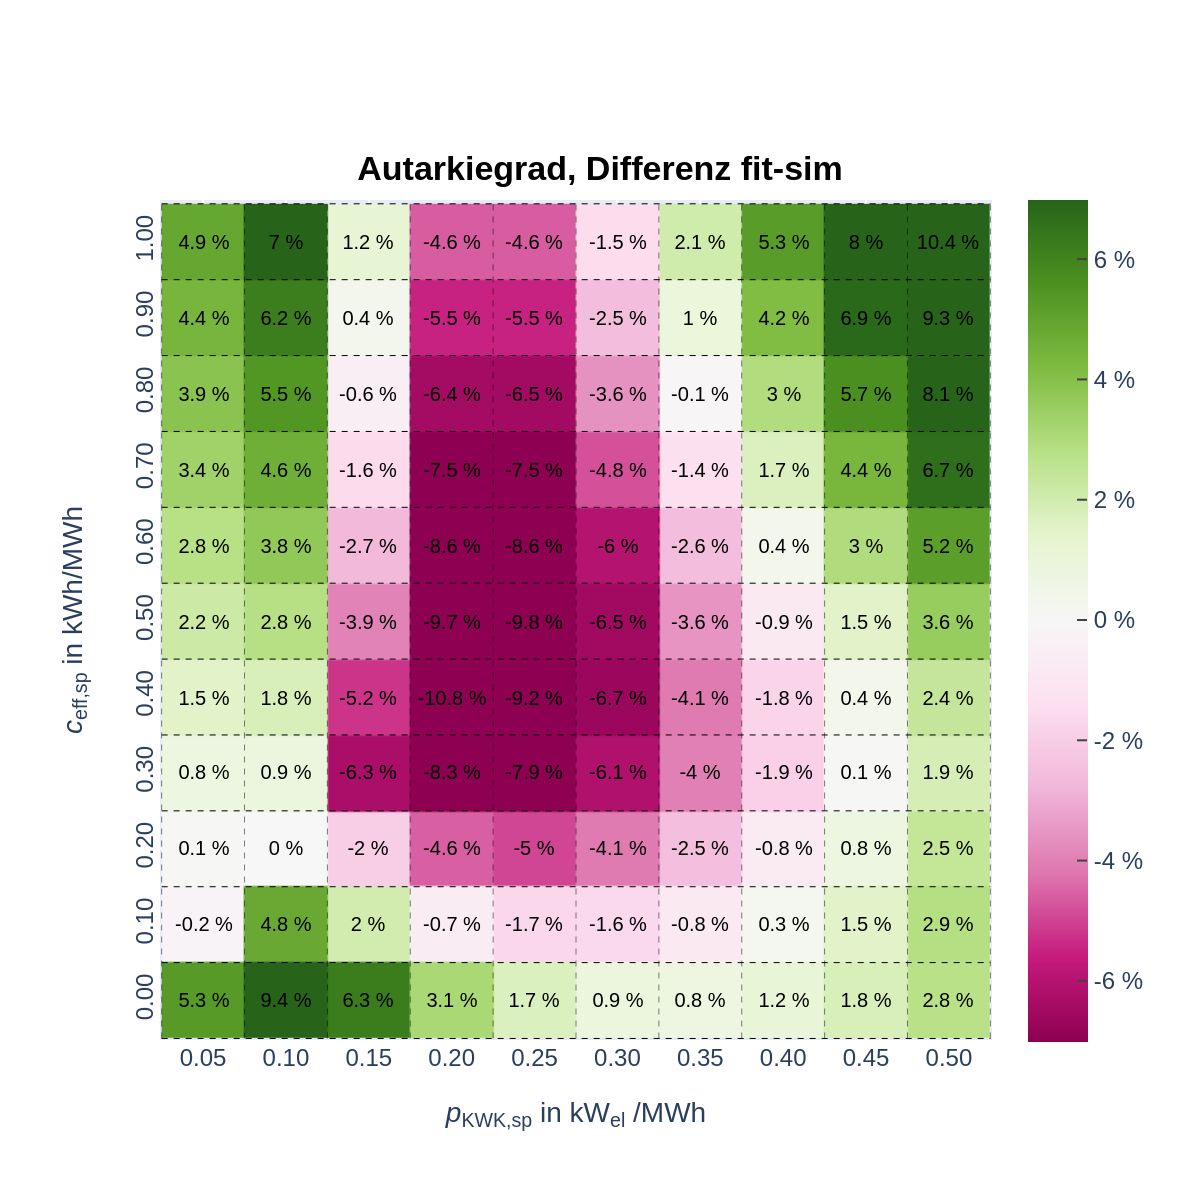 Autarkiegrad, Differenz fit-sim
1.00 4.9 % 7 % 1.2 % -4.6 % -4.6 % -1.5 % 2.1 % 5.3 % 8 % 10.4 %
0.90 4.4 % 6.2 % 0.4 % -5.5 % -5.5 % -2.5 % 1 % 4.2 % 6.9 % 9.3 %
0.80 3.9 % 5.5 % -0.6 % -6.4 % -6.5 % -3.6 % -0.1 % 3 % 5.7 % 8.1 %
0.70 3.4 % 4.6 % -1.6 % -7.5 % -7.5 % -4.8 % -1.4 % 1.7 % 4.4 % 6.7 %
0.60 2.8 % 3.8 % -2.7 % -8.6 % -8.6 % -6 % -2.6 % 0.4 % 3 % 5.2 %
0.50 2.2 % 2.8 % -3.9 % -9.7 % -9.8 % -6.5 % -3.6 % -0.9 % 1.5 % 3.6 %
0.40 1.5 % 1.8 % -5.2 % -10.8 % -9.2 % -6.7 % -4.1 % -1.8 % 0.4 % 2.4 %
0.30 0.8 % 0.9 % -6.3 % -8.3 % -7.9 % -6.1 % -4 % -1.9 % 0.1 % 1.9 %
0.20 0.1 % 0 % -2 % -4.6 % -5 % -4.1 % -2.5 % -0.8 % 0.8 % 2.5 %
0.10 -0.2 % 4.8 % 2 % -0.7 % -1.7 % -1.6 % -0.8 % 0.3 % 1.5 % 2.9 %
0.00 5.3 % 9.4 % 6.3 % 3.1 % 1.7 % 0.9 % 0.8 % 1.2 % 1.8 % 2.8 %
0.05 0.10 0.15 0.20 0.25 0.30 0.35 0.40 0.45 0.50
pKWK,sp in kWel /MWh
ceff,sp in kWh/MWh
6 %
4 %
2 %
0 %
-2 %
-4 %
-6 %